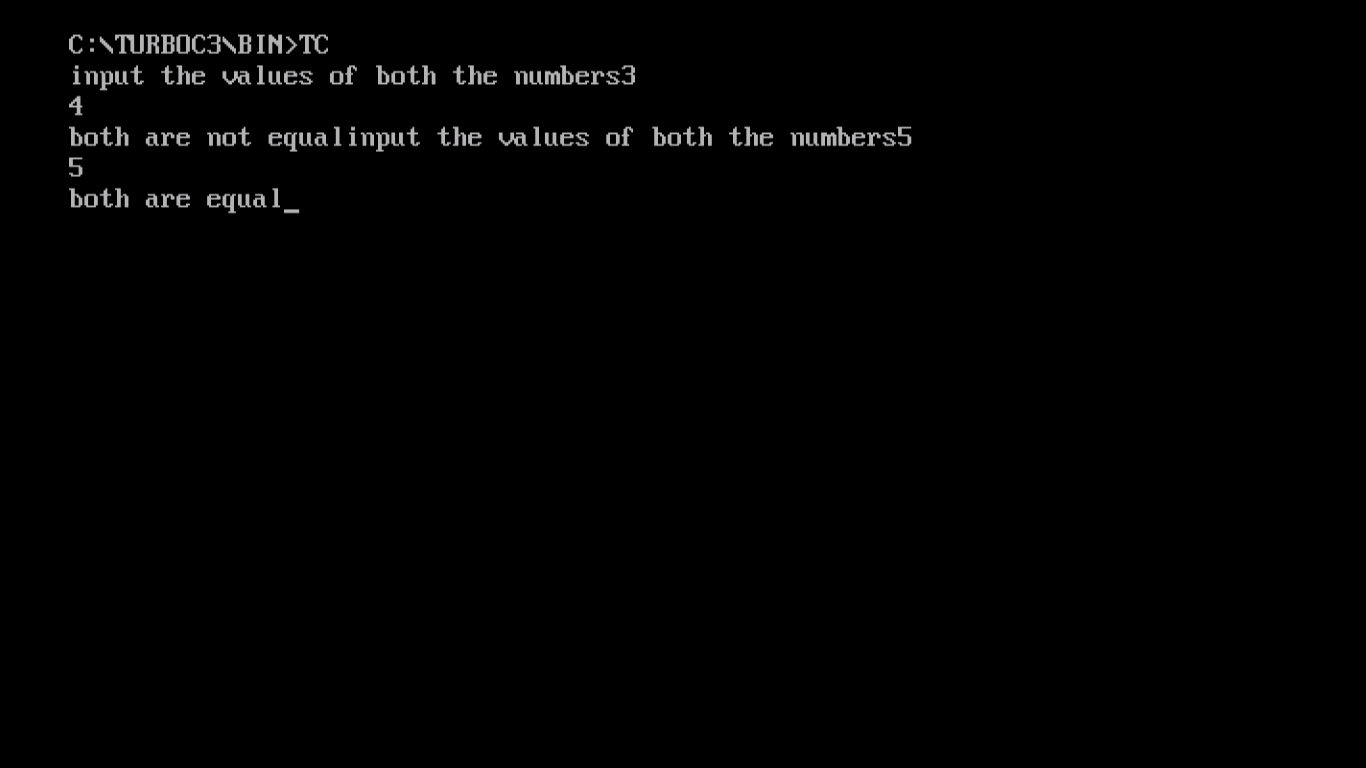 C:\TURBOC3\BIN>TC
input the values of both the numbers3
4
both are not equalinput the values of both the numbers5
5
both are equal_